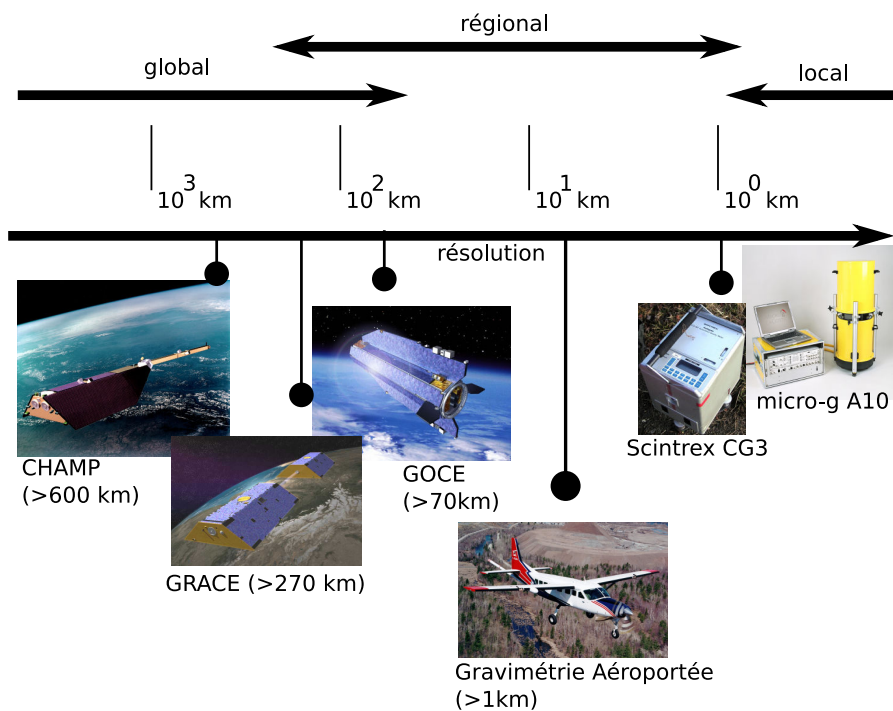 régional
global
local
10³ km
10² km
10¹ km
10⁰ km
résolution
CHAMP
(>600 km)
GRACE (>270 km)
GOCE
(>70km)
Gravimétrie Aéroportée
(>1km)
Scintrex CG3
micro-g A10